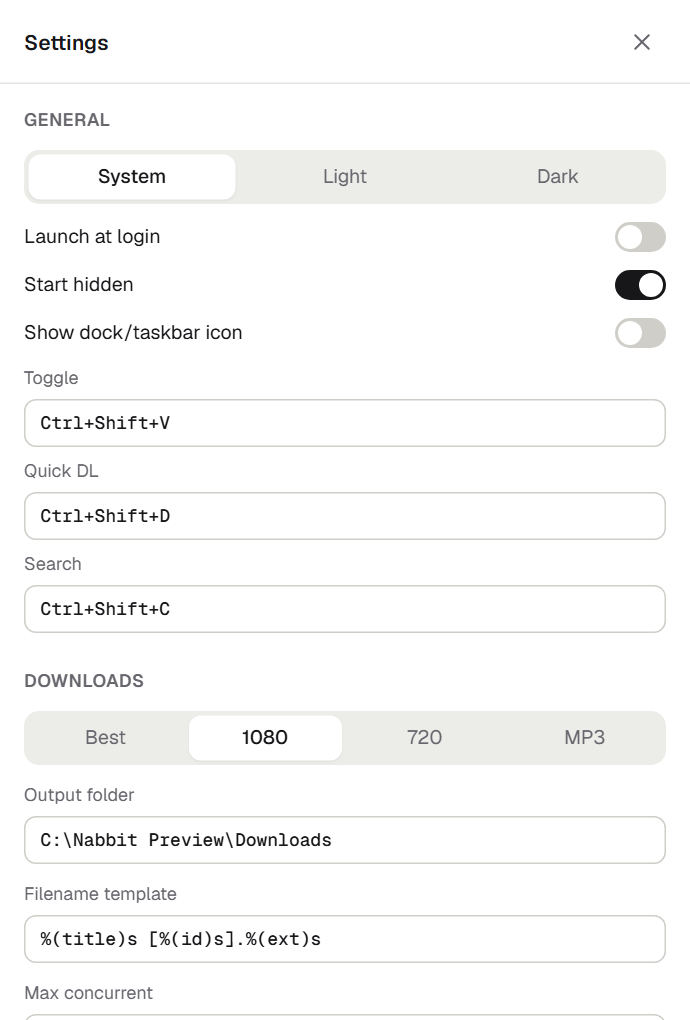 Settings
GENERAL
System Light Dark
Launch at login
Start hidden
Show dock/taskbar icon
Toggle
Ctrl+Shift+V
Quick DL
Ctrl+Shift+D
Search
Ctrl+Shift+C
DOWNLOADS
Best 1080 720 MP3
Output folder
C:\Nabbit Preview\Downloads
Filename template
%(title)s [%(id)s].%(ext)s
Max concurrent